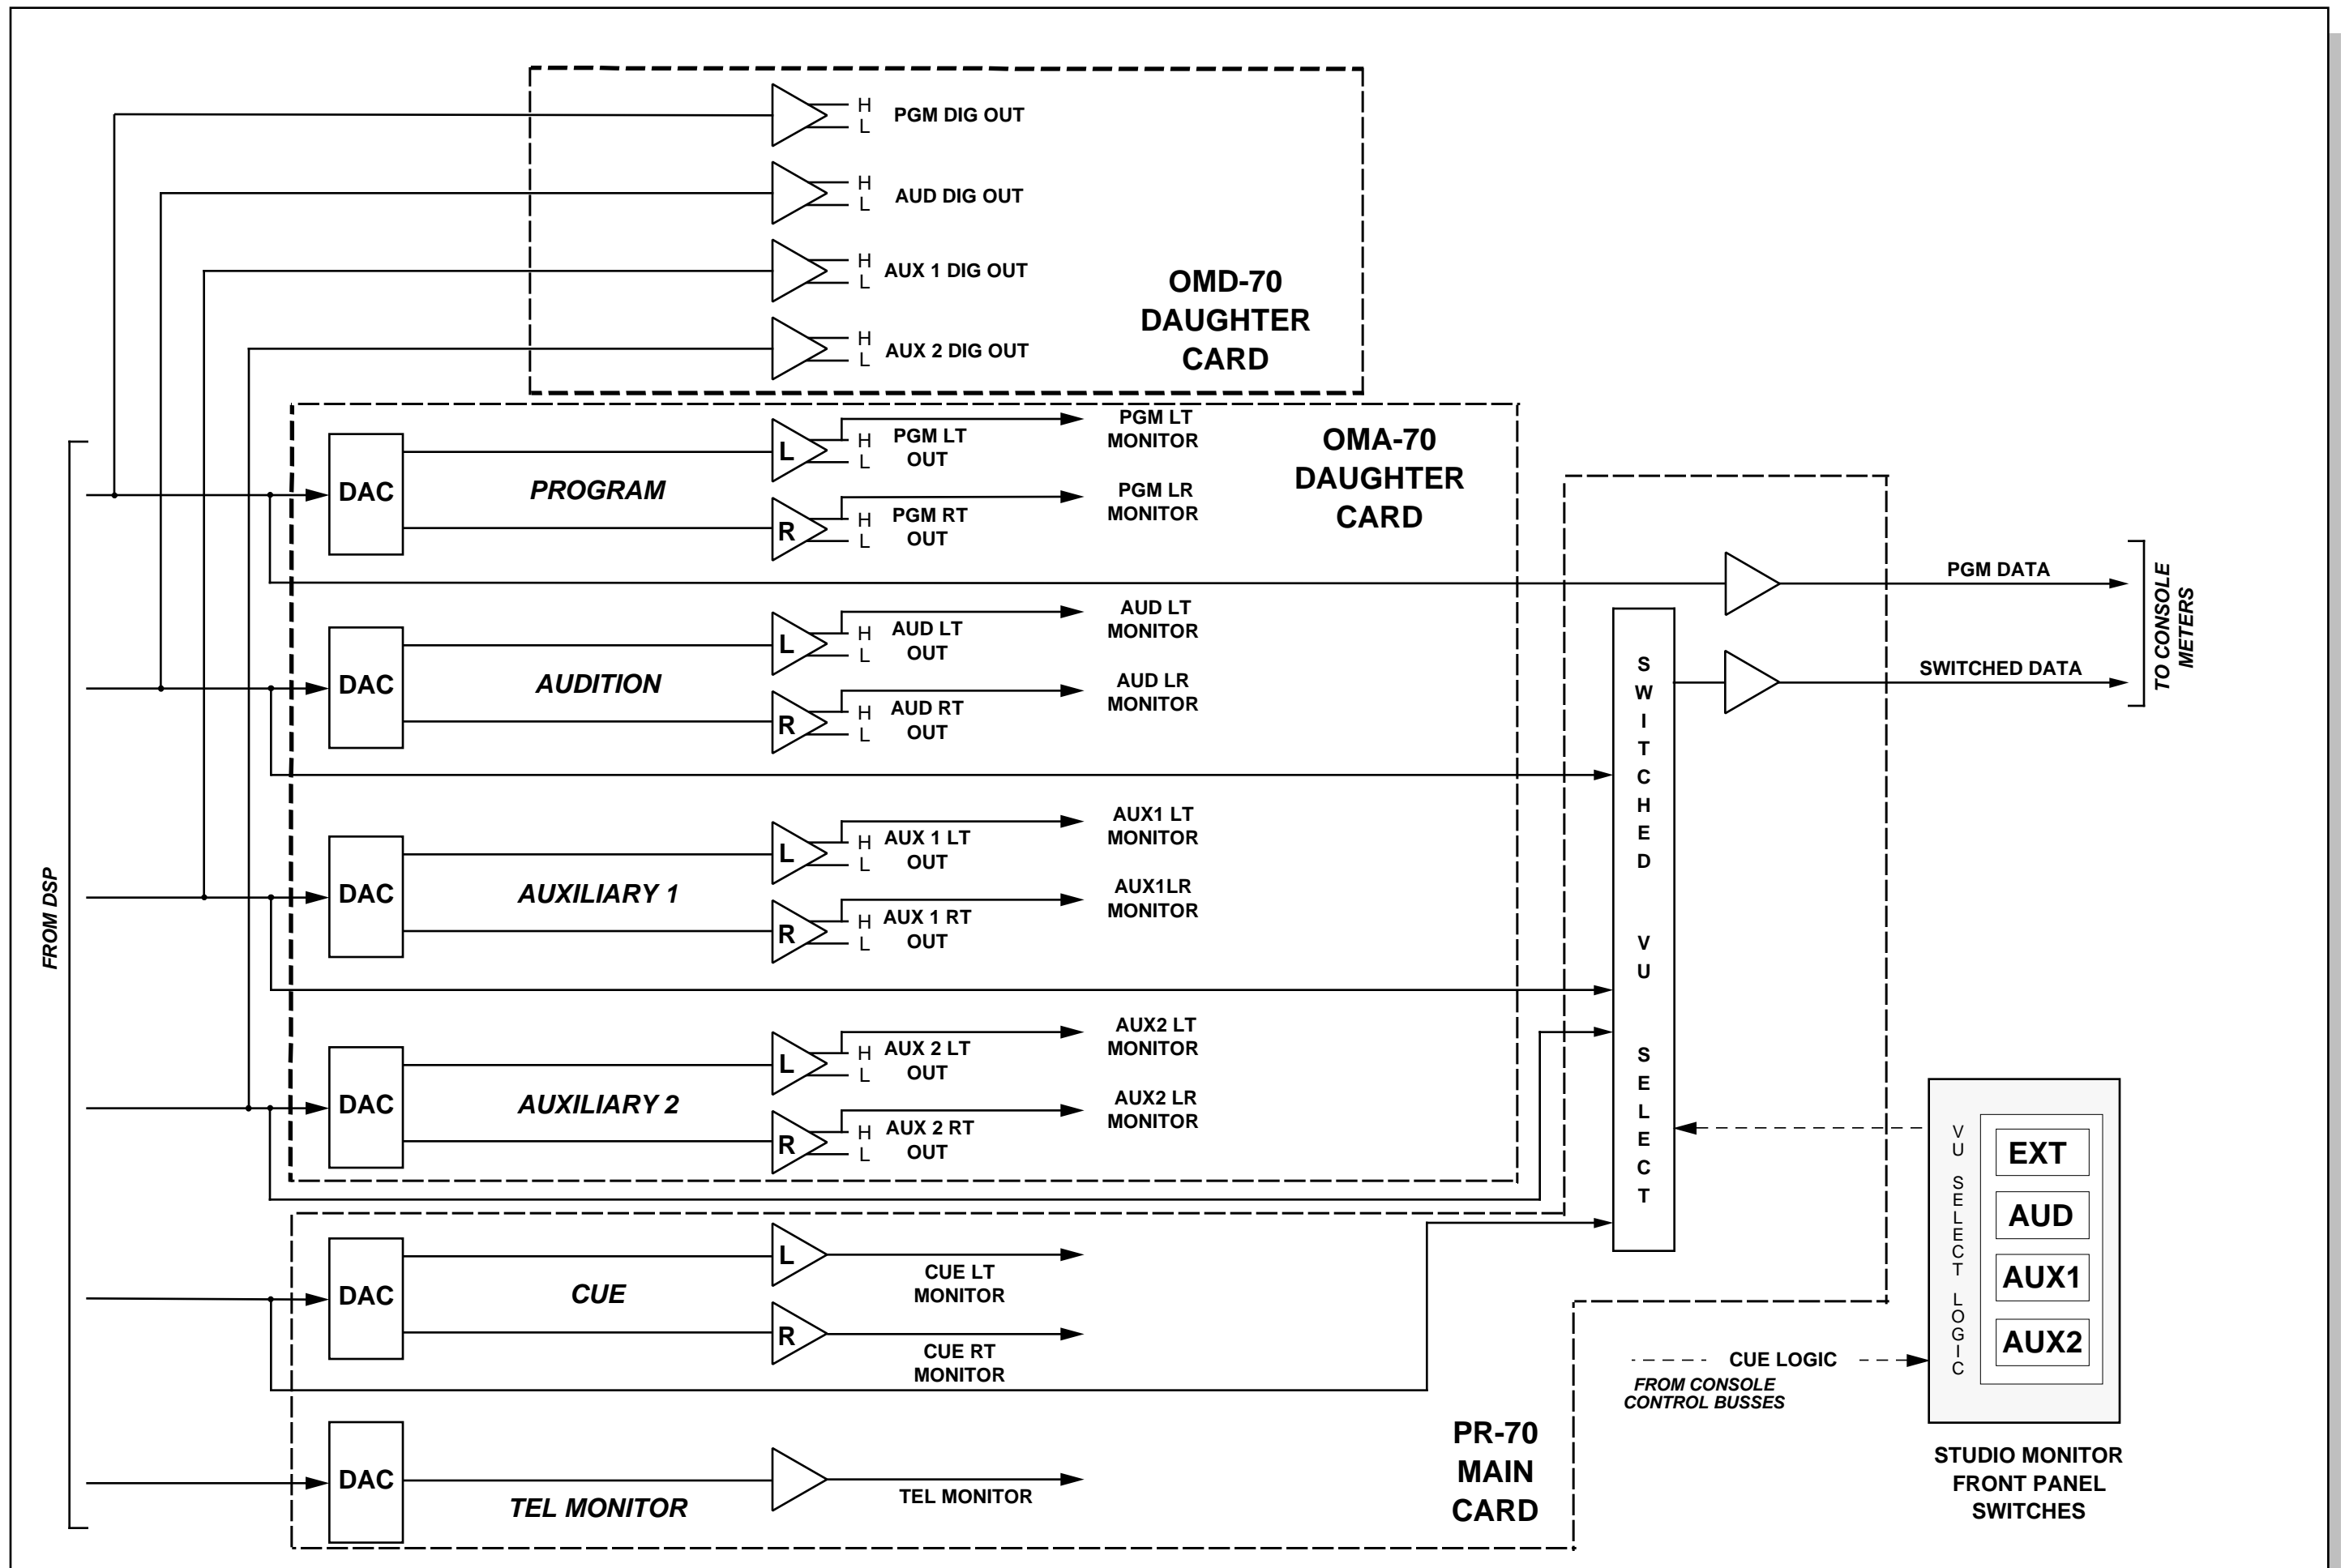 H
L
PGM DIG OUT
H
L
AUD DIG OUT
H
L
AUX 1 DIG OUT
H
L
AUX 2 DIG OUT
OMD-70
DAUGHTER
CARD
FROM DSP
DAC
PROGRAM
L
H
L
PGM LT
OUT
PGM LT
MONITOR
R
H
L
PGM RT
OUT
PGM LR
MONITOR
OMA-70
DAUGHTER
CARD
DAC
AUDITION
L
H
L
AUD LT
OUT
AUD LT
MONITOR
R
H
L
AUD RT
OUT
AUD LR
MONITOR
DAC
AUXILIARY 1
L
H
L
AUX 1 LT
OUT
AUX1 LT
MONITOR
R
H
L
AUX 1 RT
OUT
AUX1LR
MONITOR
DAC
AUXILIARY 2
L
H
L
AUX 2 LT
OUT
AUX2 LT
MONITOR
R
H
L
AUX 2 RT
OUT
AUX2 LR
MONITOR
DAC
CUE
L
CUE LT
MONITOR
R
CUE RT
MONITOR
DAC
TEL MONITOR
TEL MONITOR
PR-70
MAIN
CARD
SWITCHED VU SELECT
PGM DATA
SWITCHED DATA
TO CONSOLE
METERS
CUE LOGIC
FROM CONSOLE
CONTROL BUSSES
VU SELECT LOGIC
EXT
AUD
AUX1
AUX2
STUDIO MONITOR
FRONT PANEL
SWITCHES